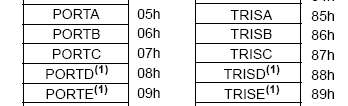 PORTA 05h TRISA 85h
PORTB 06h TRISB 86h
PORTC 07h TRISC 87h
PORTD(1) 08h TRISD(1) 88h
PORTE(1) 09h TRISE(1) 89h